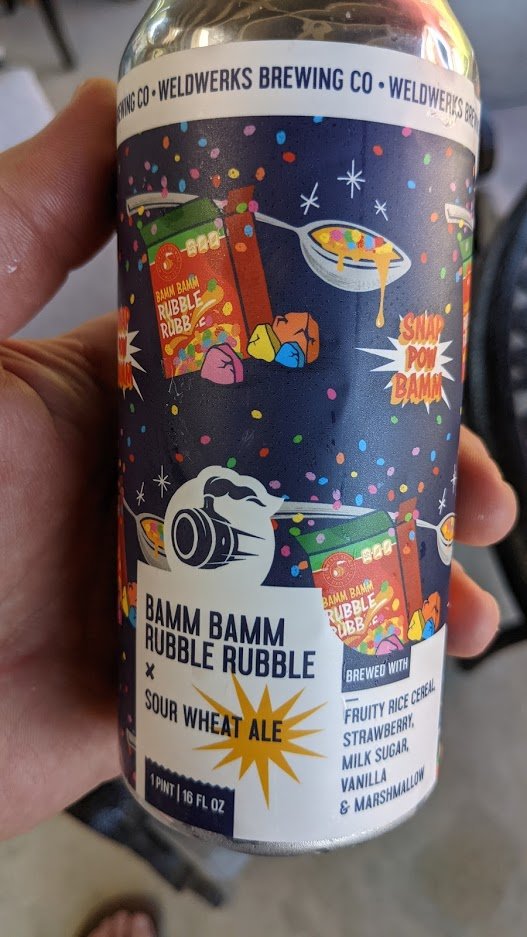 WING CO • WELDWERKS BREWING CO • WELDWERKS BRE
BAMM BAMM
RUBBLE
RUBB
SNAP
POW
BAMM
BAMM BAMM
RUBBLE
RUBB
BAMM BAMM
RUBBLE RUBBLE
x
SOUR WHEAT ALE
1 PINT | 16 FL OZ
BREWED WITH
FRUITY RICE CEREAL,
STRAWBERRY,
MILK SUGAR,
VANILLA
& MARSHMALLOW